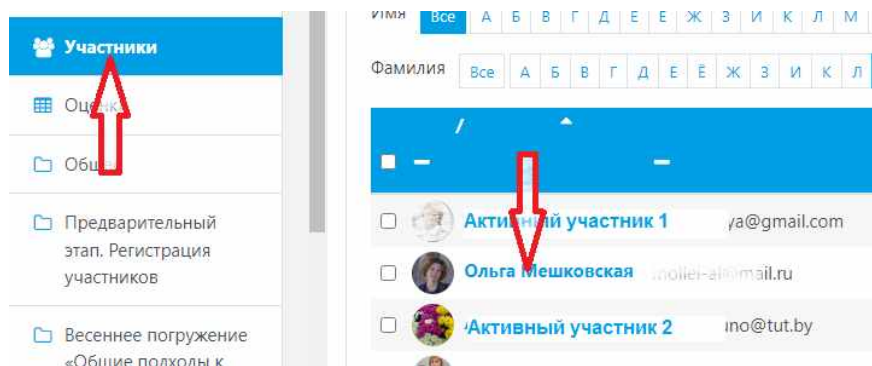 Имя Все А Б В Г Д Е Ё Ж З И К Л М
Участники
Фамилия Все А Б В Г Д Е Ё Ж З И К Л
/
Общее
Активный участник 1 ya@gmail.com
Предварительный
этап. Регистрация
участников
Ольга Мешковская mail.ru
Активный участник 2 no@tut.by
Весеннее погружение
«Общие подходы к